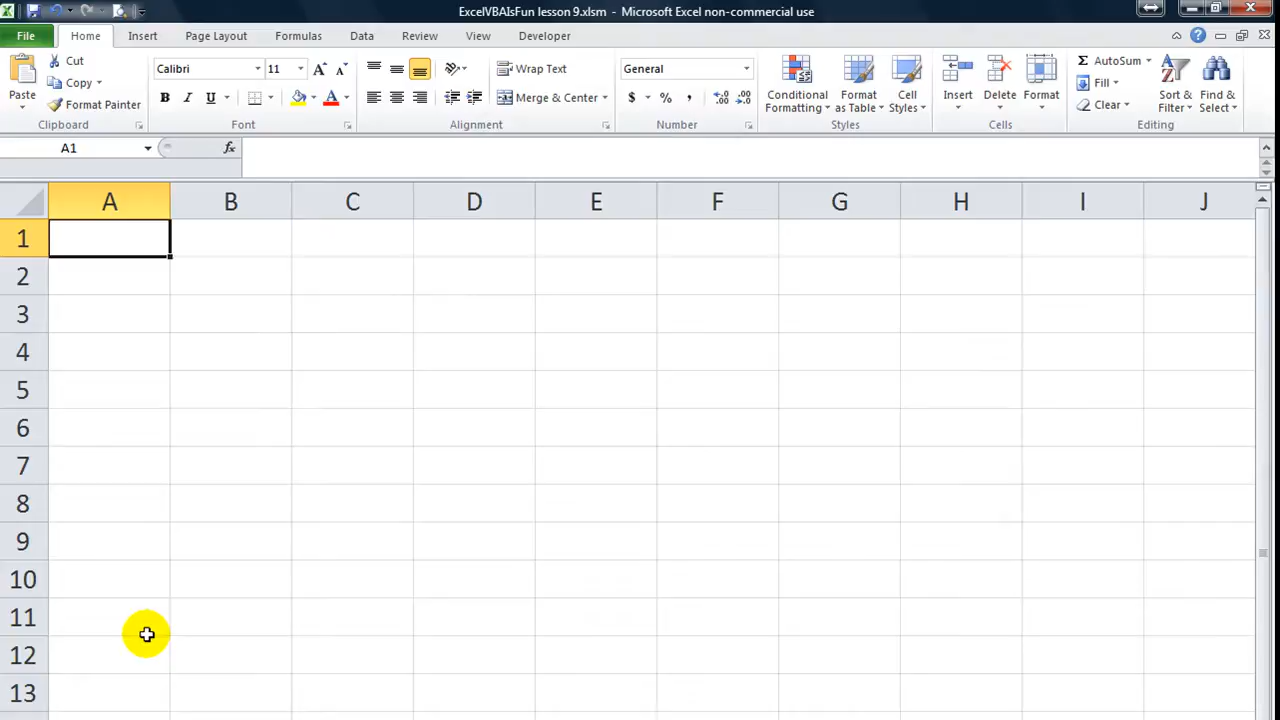 ExcelVBAIsFun lesson 9.xlsm - Microsoft Excel non-commercial use
File Home Insert Page Layout Formulas Data Review View Developer
Paste
Cut
Copy
Format Painter
Clipboard
Calibri 11 A A
B I U A
Font
Wrap Text
Merge & Center
Alignment
General
$ % , .00 .0
Number
Conditional Formatting
Format as Table
Cell Styles
Styles
Insert
Delete
Format
Cells
Σ AutoSum
Fill
Clear
Sort & Filter
Find & Select
Editing
A1 fx
A B C D E F G H I J
1
2
3
4
5
6
7
8
9
10
11
12
13